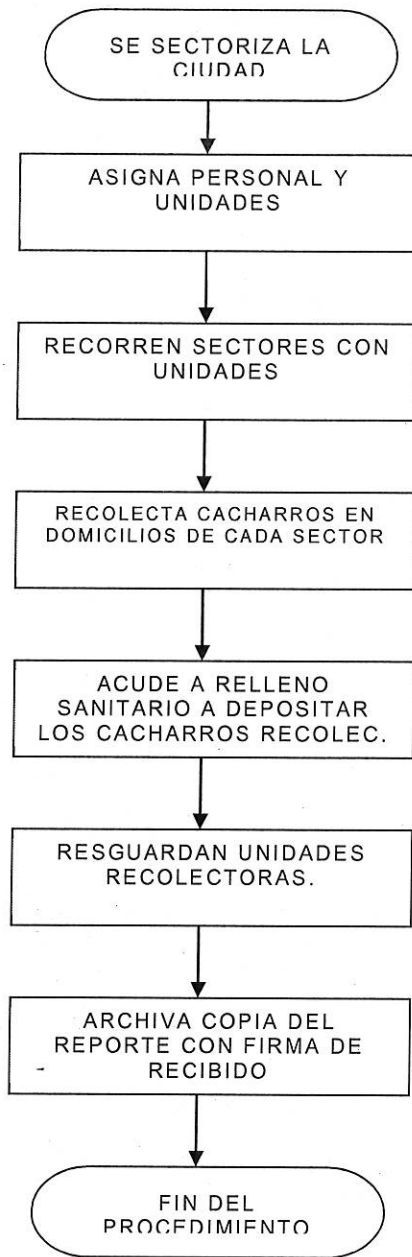 SE SECTORIZA LA
CIUDAD
ASIGNA PERSONAL Y
UNIDADES
RECORREN SECTORES CON
UNIDADES
RECOLECTA CACHARROS EN
DOMICILIOS DE CADA SECTOR
ACUDE A RELLENO
SANITARIO A DEPOSITAR
LOS CACHARROS RECOLEC.
RESGUARDAN UNIDADES
RECOLECTORAS.
ARCHIVA COPIA DEL
REPORTE CON FIRMA DE
RECIBIDO
FIN DEL
PROCEDIMIENTO